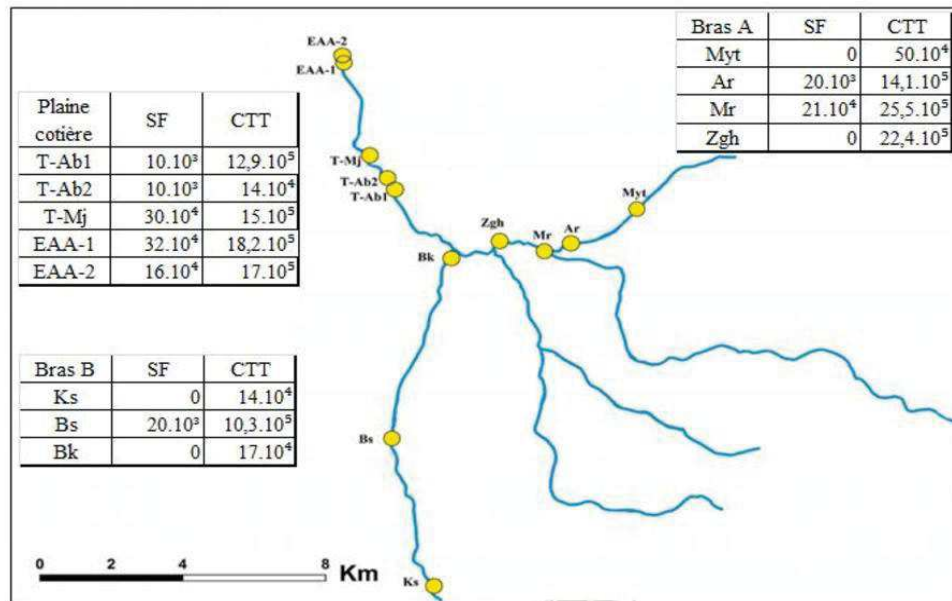 Bras A SF CTT
Myt 0 50.10⁴
Ar 20.10³ 14,1.10⁵
Mr 21.10⁴ 25,5.10⁵
Zgh 0 22,4.10⁵
EAA-2
EAA-1
Plaine
cotière SF CTT
T-Ab1 10.10³ 12,9.10⁵
T-Ab2 10.10³ 14.10⁴
T-Mj 30.10⁴ 15.10⁵
EAA-1 32.10⁴ 18,2.10⁵
EAA-2 16.10⁴ 17.10⁵
T-Mj
T-Ab2
T-Ab1
Myt
Zgh
Mr
Ar
Bk
Bras B SF CTT
Ks 0 14.10⁴
Bs 20.10³ 10,3.10⁵
Bk 0 17.10⁴
Bs
Ks
0 2 4 8 Km